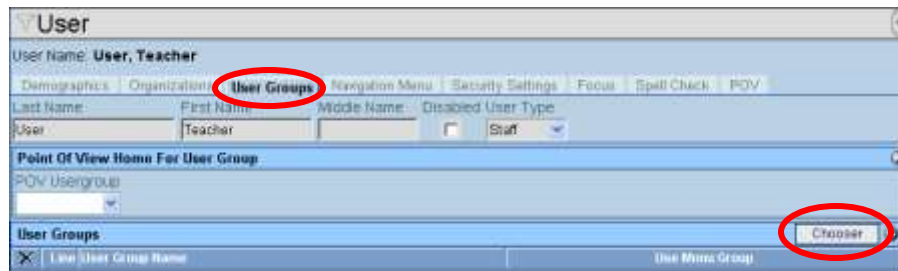 User
User Name: User, Teacher
Demographics Organizations User Groups Navigation Menu Security Settings Focus Spell Check POV
Last Name First Name Middle Name Disabled User Type
User Teacher Staff
Point Of View Home For User Group
POV Usergroup
User Groups Chooser
X Line User Group Name Use Menu Group